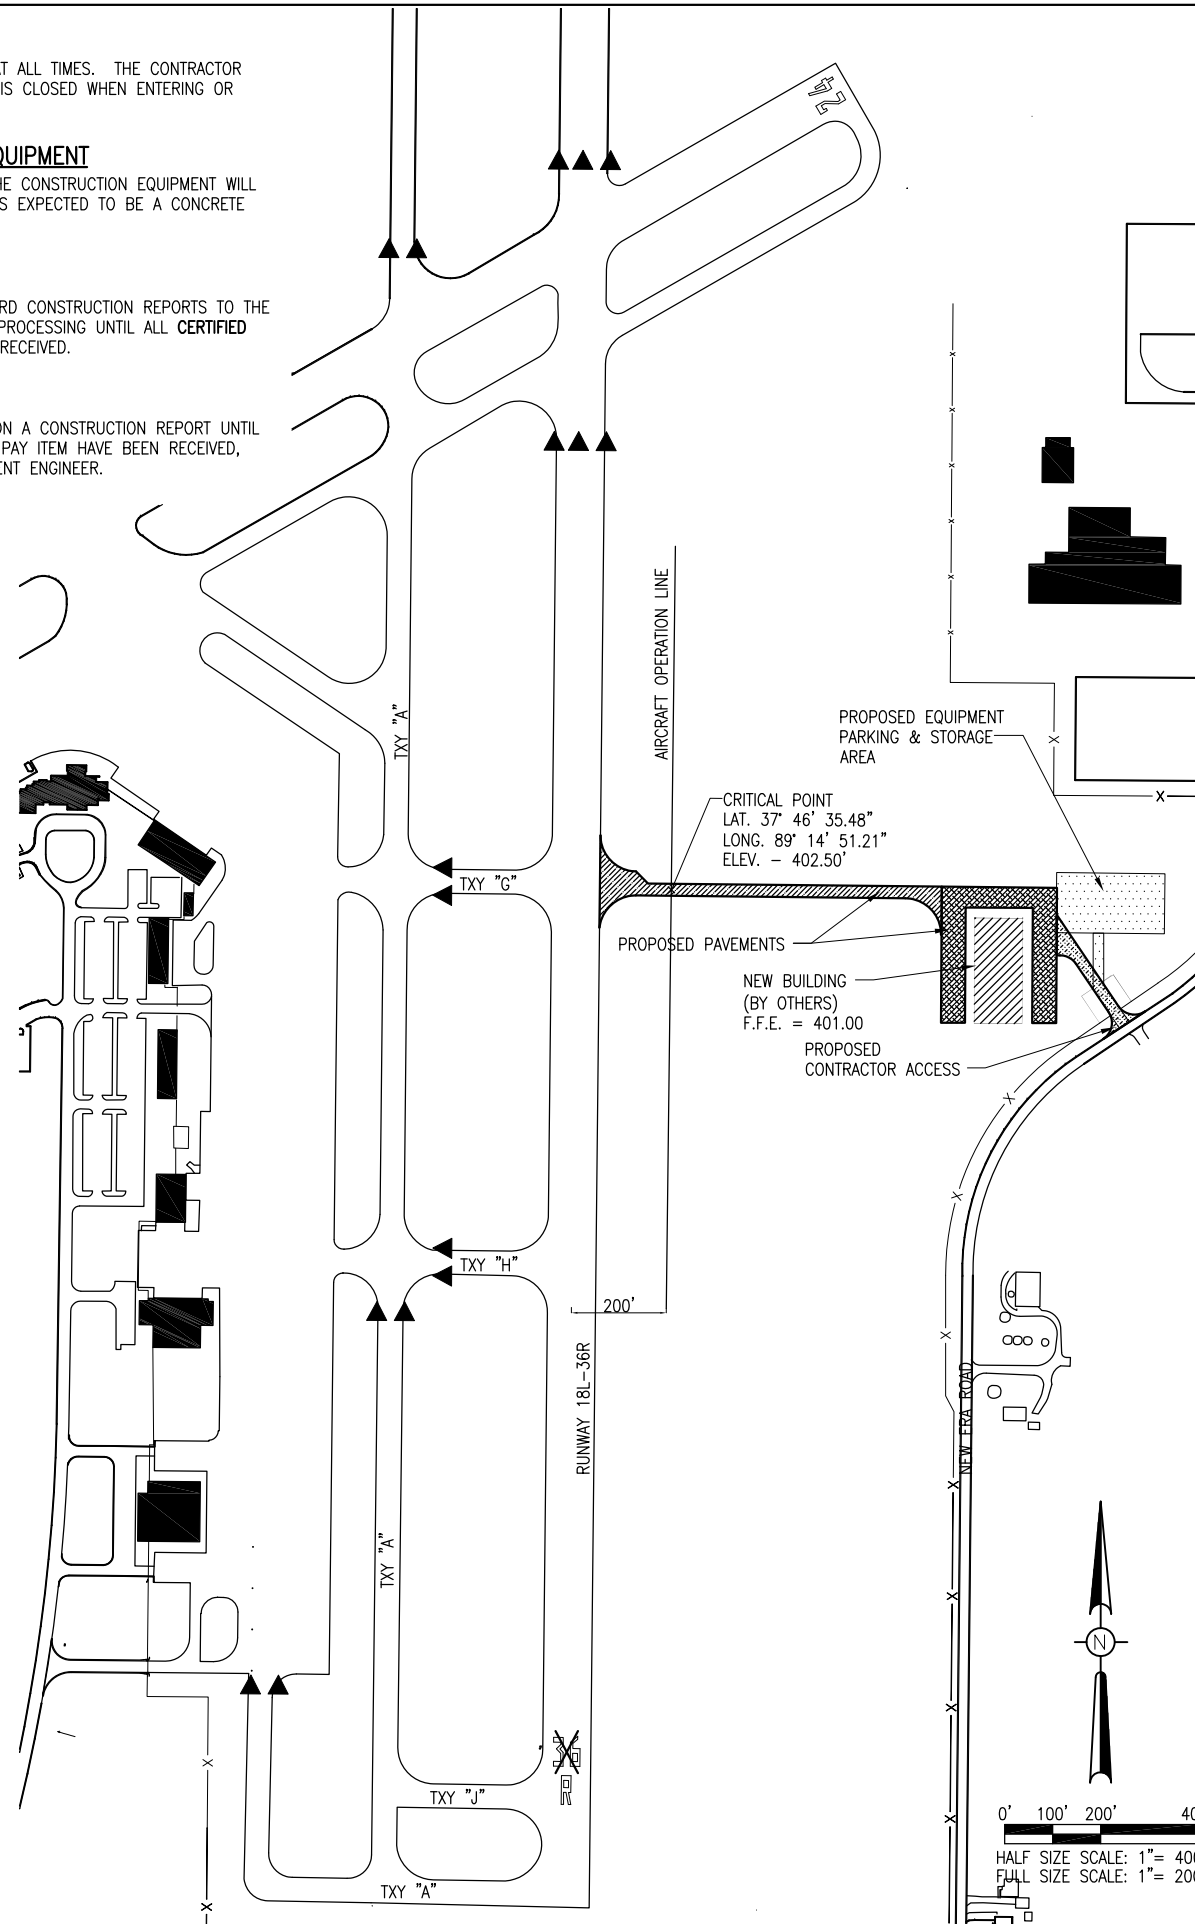 AT ALL TIMES.  THE CONTRACTOR
IS CLOSED WHEN ENTERING OR
QUIPMENT
HE CONSTRUCTION EQUIPMENT WILL
S EXPECTED TO BE A CONCRETE
RD CONSTRUCTION REPORTS TO THE
PROCESSING UNTIL ALL CERTIFIED
RECEIVED.
ON A CONSTRUCTION REPORT UNTIL
PAY ITEM HAVE BEEN RECEIVED,
ENT ENGINEER.
24
AIRCRAFT OPERATION LINE
TXY "A"
PROPOSED EQUIPMENT
PARKING & STORAGE
AREA
CRITICAL POINT
LAT. 37° 46' 35.48"
LONG. 89° 14' 51.21"
ELEV. - 402.50'
TXY "G"
PROPOSED PAVEMENTS
NEW BUILDING
(BY OTHERS)
F.F.E. = 401.00
PROPOSED
CONTRACTOR ACCESS
TXY "H"
200'
RUNWAY 18L-36R
NEW ERA ROAD
TXY "A"
N
36
R
TXY "J"
TXY "A"
0' 100' 200' 40
HALF SIZE SCALE: 1"= 400
FULL SIZE SCALE: 1"= 200